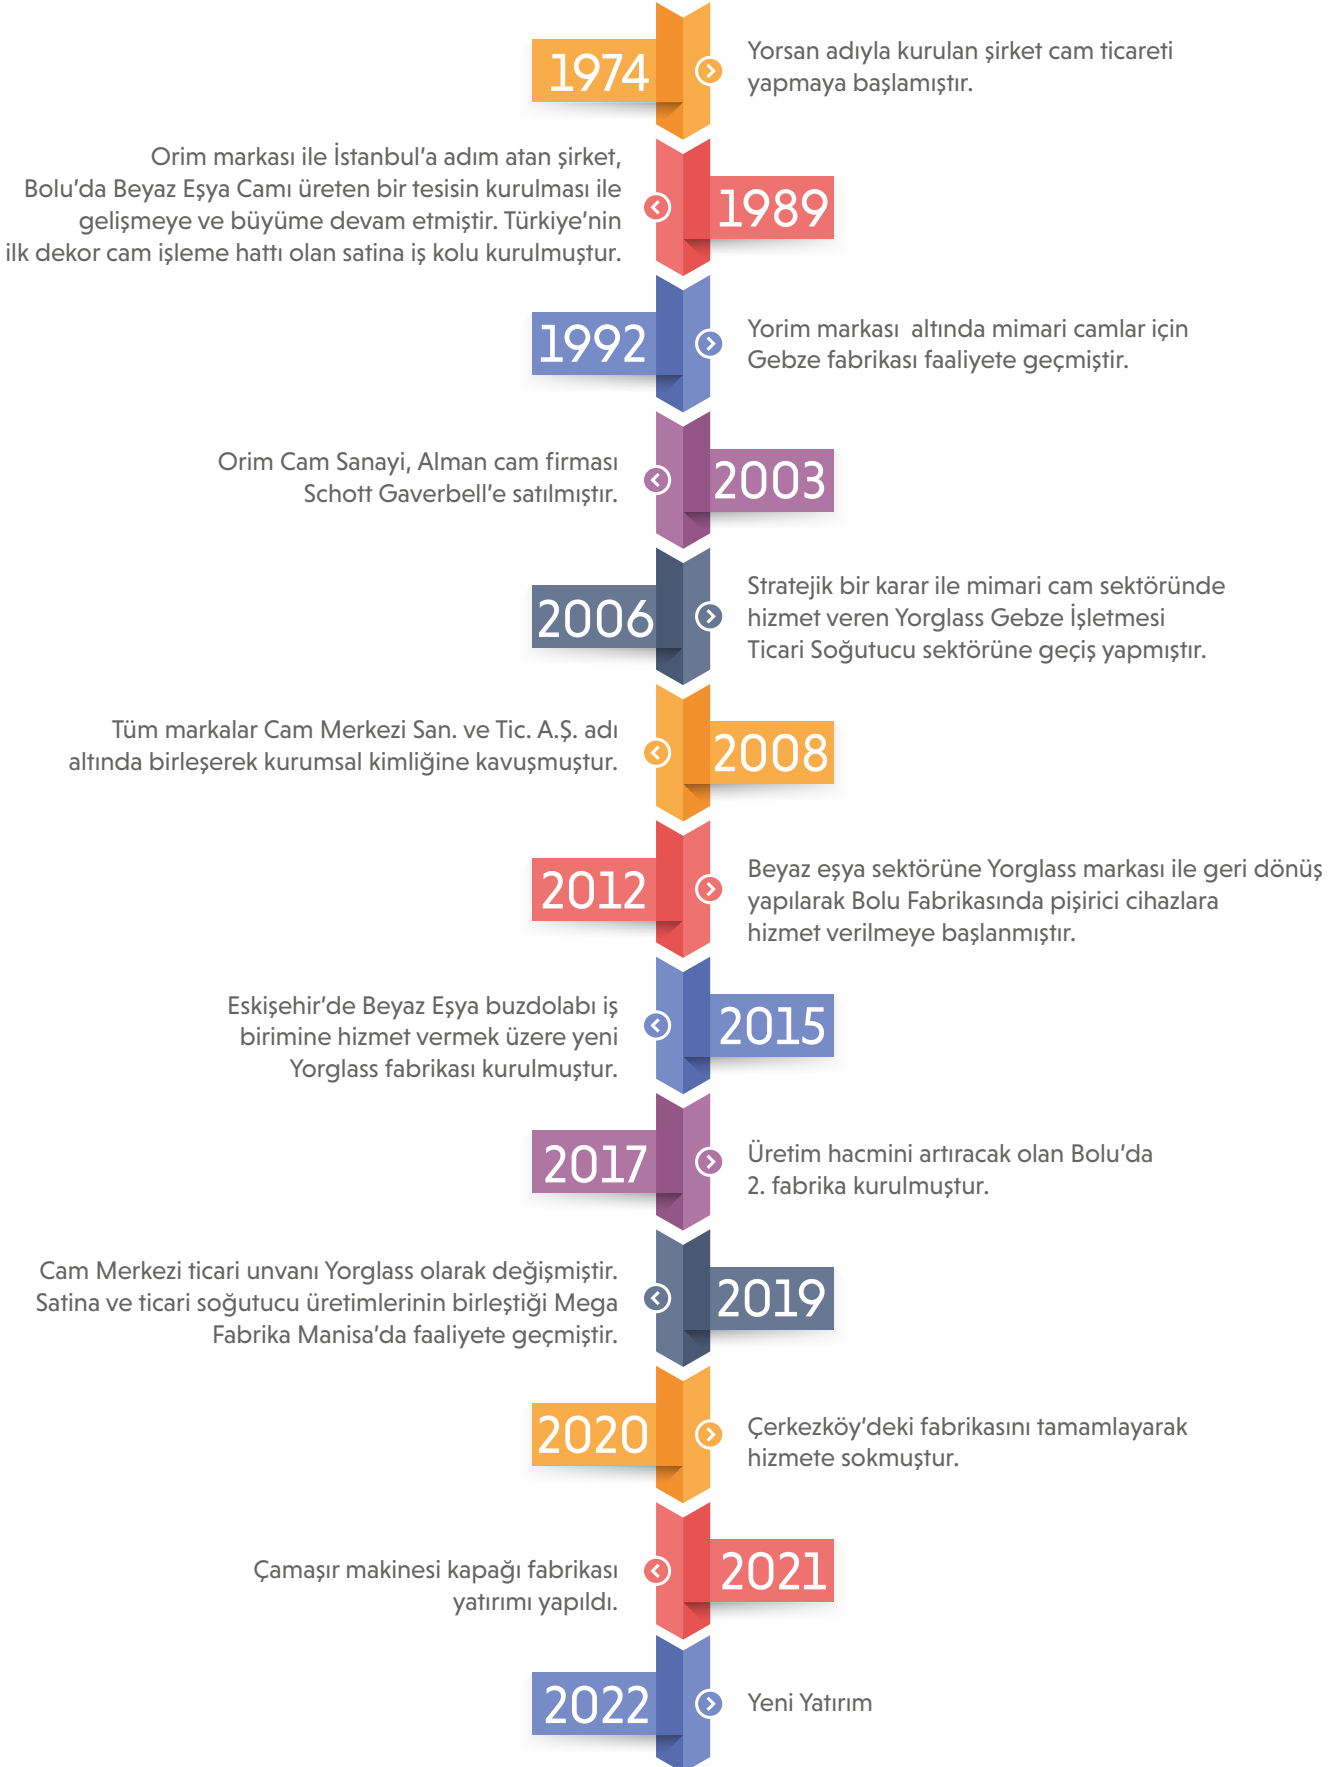 1974
Yorsan adıyla kurulan şirket cam ticareti
yapmaya başlamıştır.
Orim markası ile İstanbul’a adım atan şirket,
Bolu’da Beyaz Eşya Camı üreten bir tesisin kurulması ile
gelişmeye ve büyüme devam etmiştir. Türkiye’nin
ilk dekor cam işleme hattı olan satina iş kolu kurulmuştur.
1989
1992
Yorim markası altında mimari camlar için
Gebze fabrikası faaliyete geçmiştir.
Orim Cam Sanayi, Alman cam firması
Schott Gaverbell’e satılmıştır.
2003
2006
Stratejik bir karar ile mimari cam sektöründe
hizmet veren Yorglass Gebze İşletmesi
Ticari Soğutucu sektörüne geçiş yapmıştır.
Tüm markalar Cam Merkezi San. ve Tic. A.Ş. adı
altında birleşerek kurumsal kimliğine kavuşmuştur.
2008
2012
Beyaz eşya sektörüne Yorglass markası ile geri dönüş
yapılarak Bolu Fabrikasında pişirici cihazlara
hizmet verilmeye başlanmıştır.
Eskişehir’de Beyaz Eşya buzdolabı iş
birimine hizmet vermek üzere yeni
Yorglass fabrikası kurulmuştur.
2015
2017
Üretim hacmini artıracak olan Bolu’da
2. fabrika kurulmuştur.
Cam Merkezi ticari unvanı Yorglass olarak değişmiştir.
Satina ve ticari soğutucu üretimlerinin birleştiği Mega
Fabrika Manisa’da faaliyete geçmiştir.
2019
2020
Çerkezköy’deki fabrikasını tamamlayarak
hizmete sokmuştur.
Çamaşır makinesi kapağı fabrikası
yatırımı yapıldı.
2021
2022
Yeni Yatırım